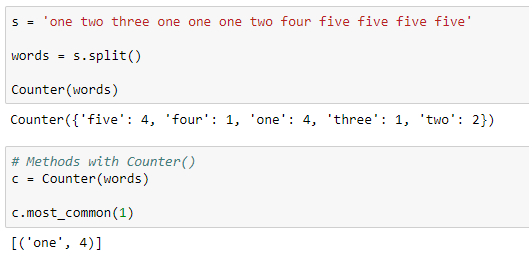 s = 'one two three one one one two four five five five five'
words = s.split()
Counter(words)
Counter({'five': 4, 'four': 1, 'one': 4, 'three': 1, 'two': 2})
# Methods with Counter()
c = Counter(words)
c.most_common(1)
[('one', 4)]